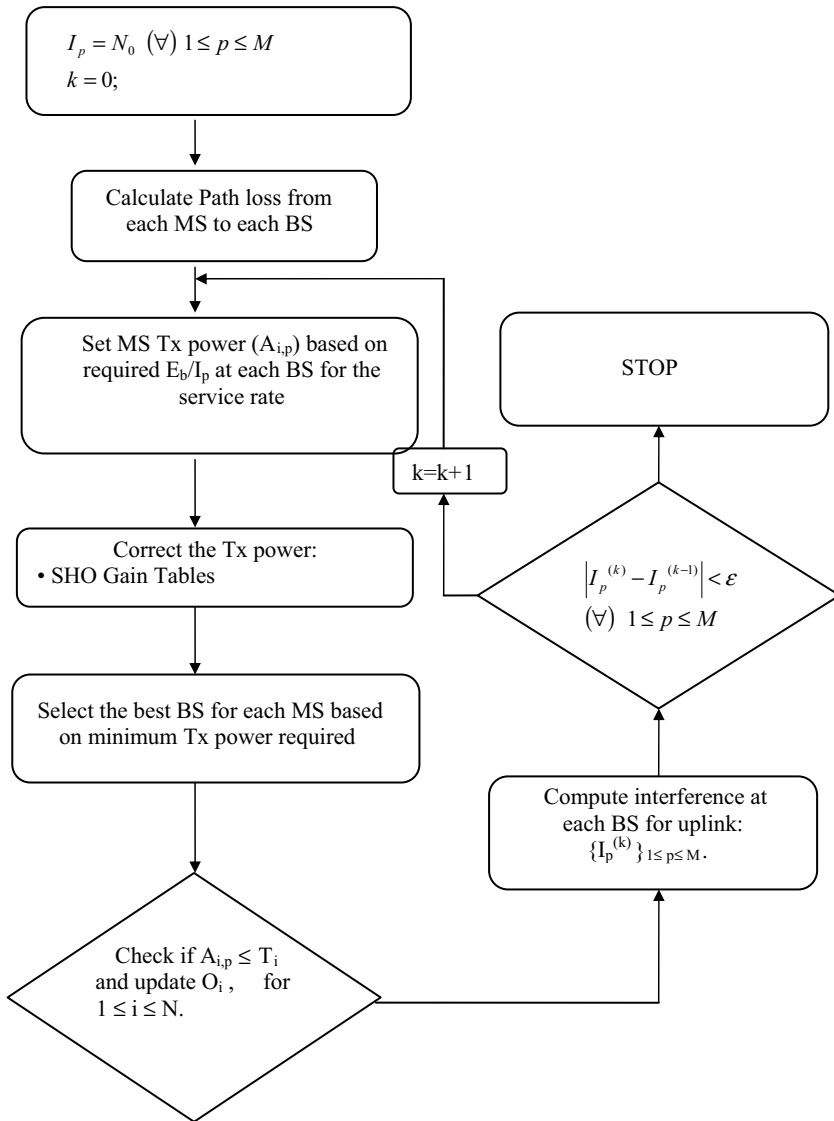 I_p = N_0 (∀) 1 ≤ p ≤ M
k = 0;
Calculate Path loss from
each MS to each BS
Set MS Tx power (A_{i,p}) based on
required E_b/I_p at each BS for the
service rate
Correct the Tx power:
• SHO Gain Tables
Select the best BS for each MS based
on minimum Tx power required
Check if A_{i,p} ≤ T_i
and update O_i , for
1 ≤ i ≤ N.
Compute interference at
each BS for uplink:
{I_p^{(k)}}_{1≤ p≤ M}.
|I_p^{(k)} − I_p^{(k−1)}| < ε
(∀) 1 ≤ p ≤ M
k=k+1
STOP